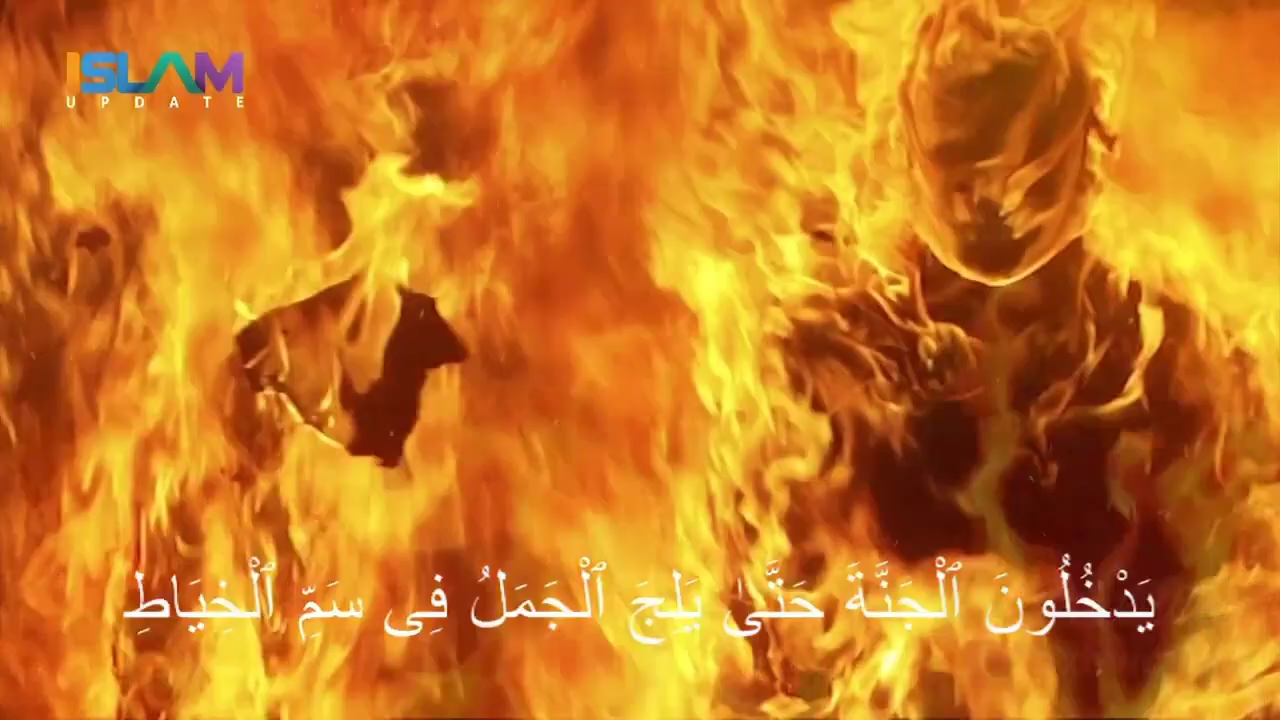 ISLAM
UPDATE
يَدْخُلُونَ ٱلْجَنَّةَ حَتَّىٰ يَلِجَ ٱلْجَمَلُ فِى سَمِّ ٱلْخِيَاطِ